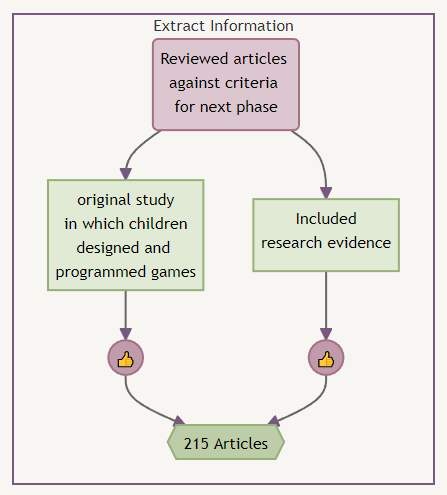 Extract Information
Reviewed articles
against criteria
for next phase
original study
in which children
designed and
programmed games
Included
research evidence
215 Articles